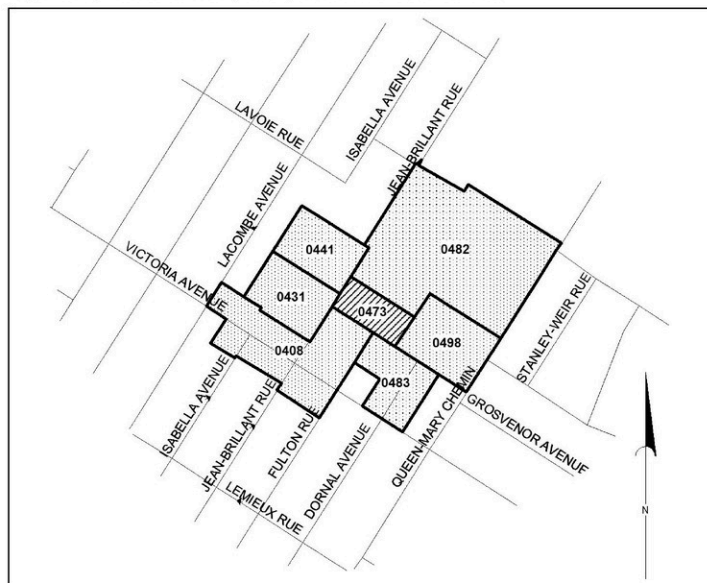 LAVOIE RUE
ISABELLA AVENUE
JEAN-BRILLANT RUE
LACOMBE AVENUE
VICTORIA AVENUE
0441
0482
0431
0473
0408
0498
0483
STANLEY-WEIR RUE
ISABELLA AVENUE
JEAN-BRILLANT RUE
FULTON RUE
DORNAL AVENUE
QUEEN-MARY CHEMIN
GROSVENOR AVENUE
LEMIEUX RUE
N